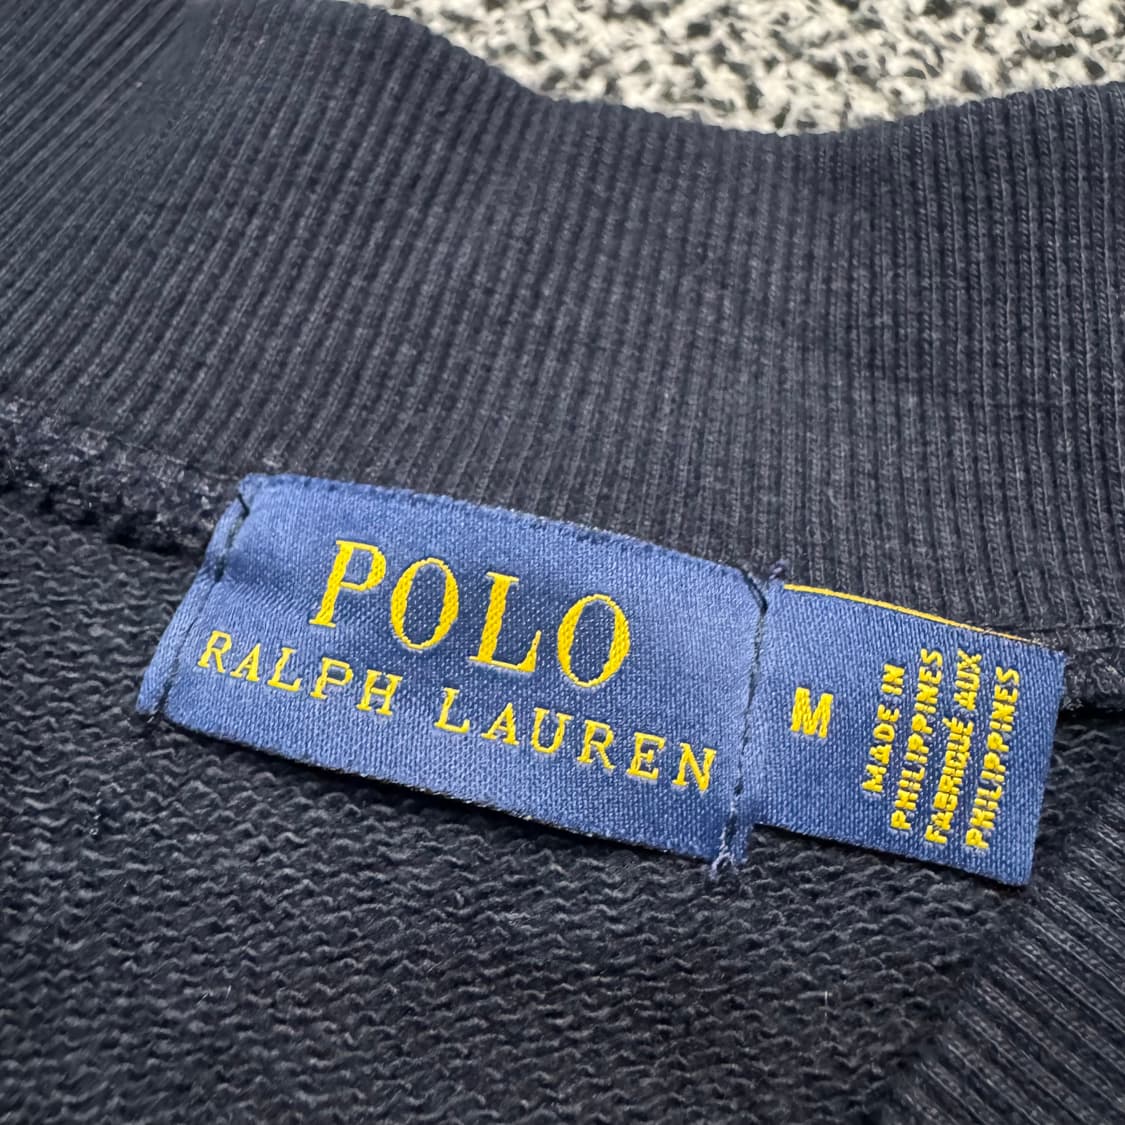 POLO
RALPH LAUREN
M
MADE IN
PHILIPPINES
FABRIQUÉ AUX
PHILIPPINES